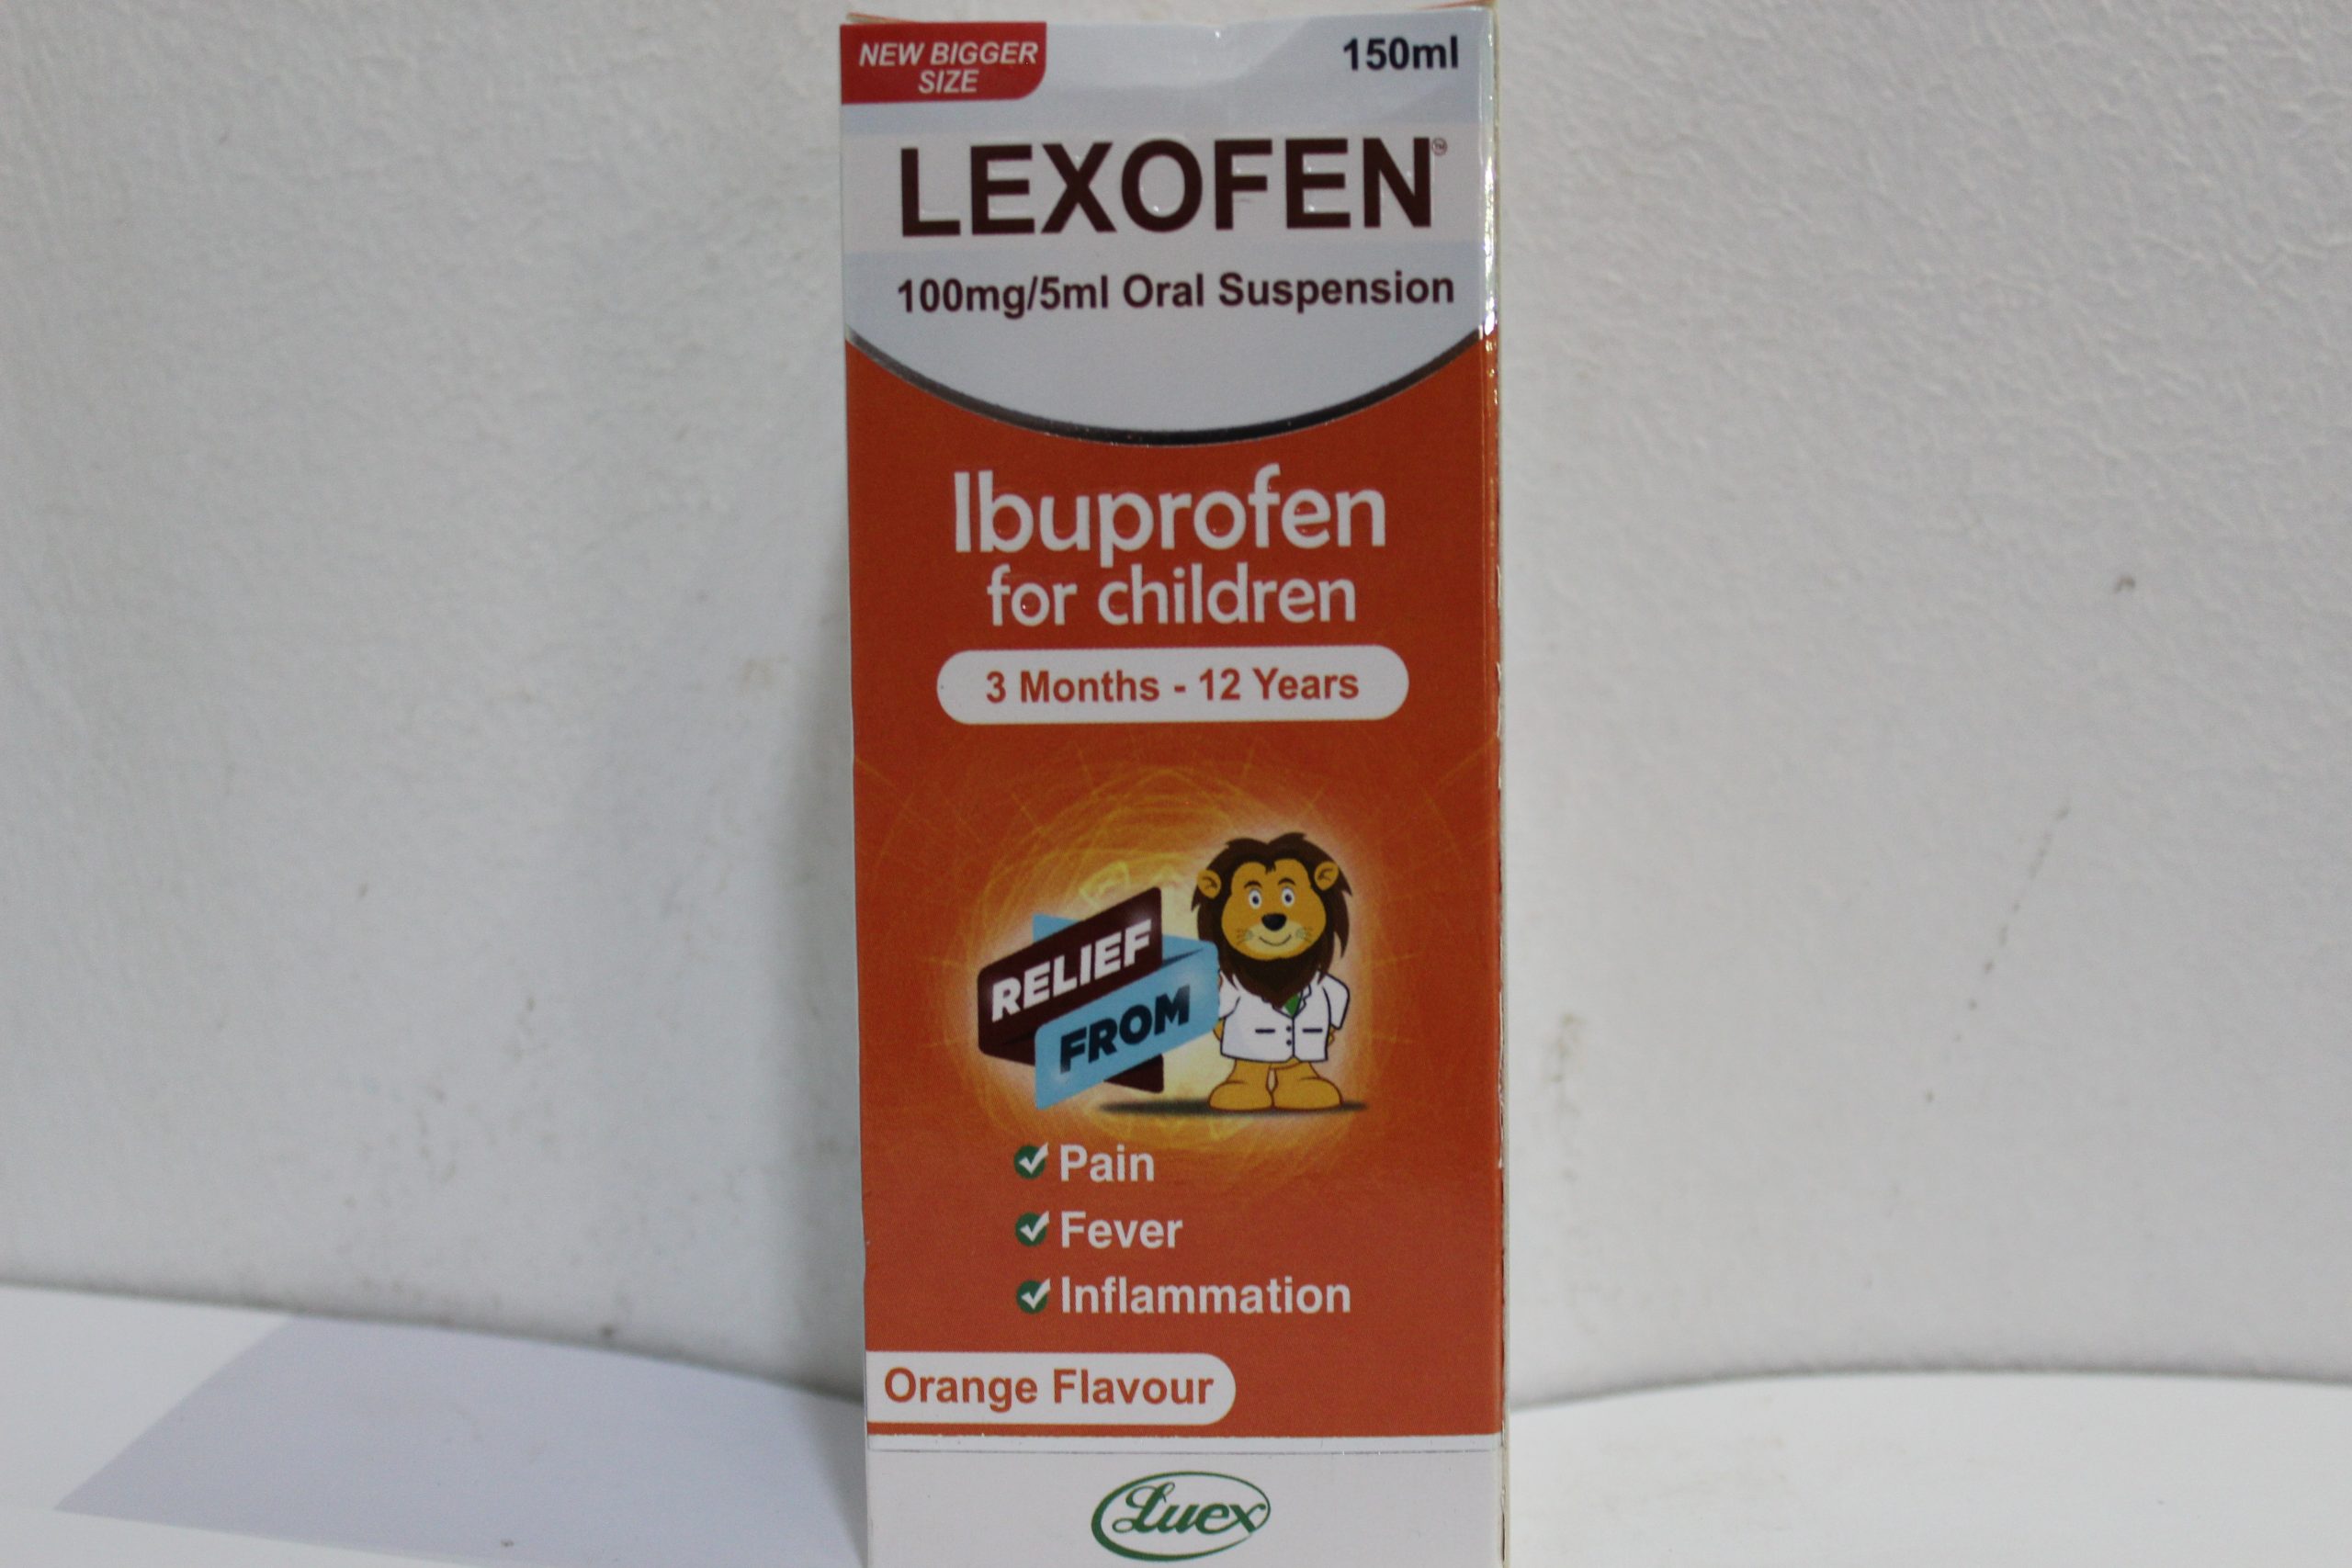 NEW BIGGER
SIZE
150ml
LEXOFEN™
100mg/5ml Oral Suspension
Ibuprofen
for children
3 Months - 12 Years
RELIEF
FROM
Pain
Fever
Inflammation
Orange Flavour
Luex